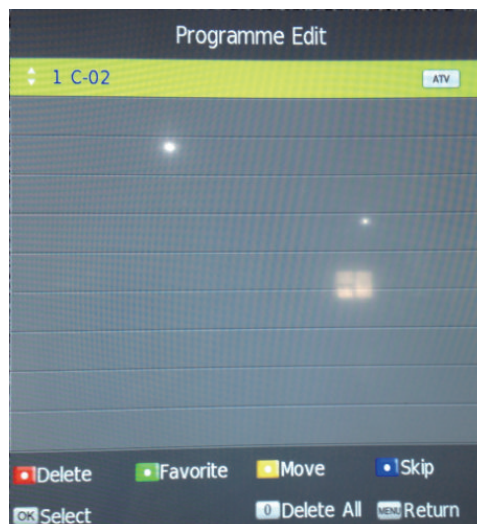 Programme Edit
1 C-02 ATV
Delete Favorite Move Skip
OK Select 0 Delete All MENU Return